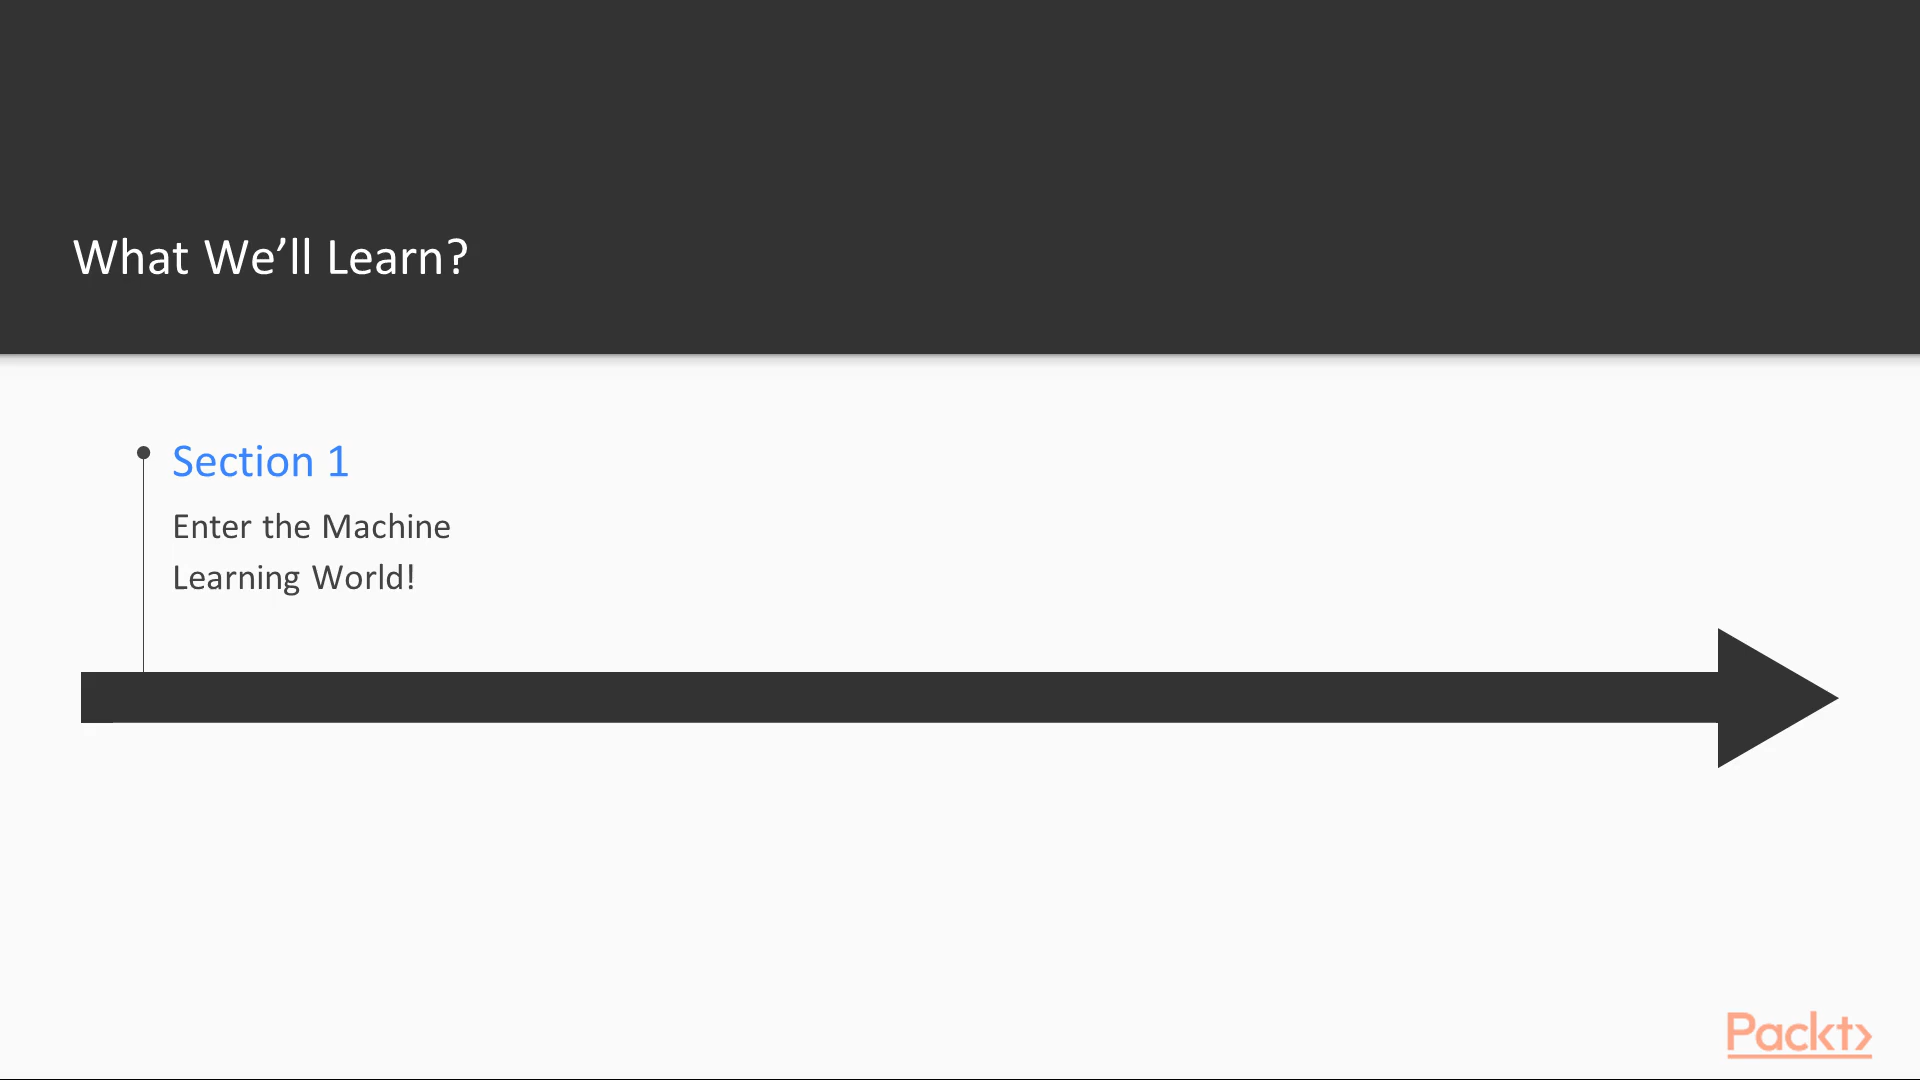 What We’ll Learn?
Section 1
Enter the Machine
Learning World!
Packt